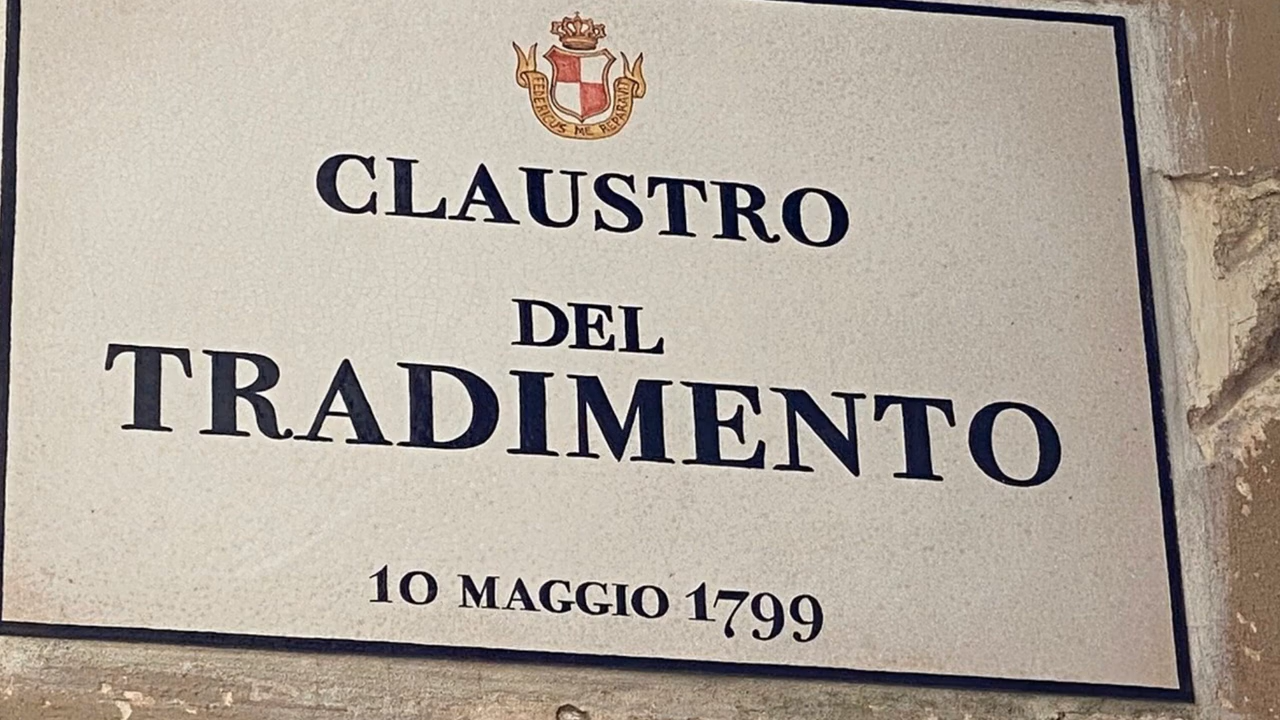 FEDERICUS ME REPARAVIT
CLAUSTRO
DEL
TRADIMENTO
10 MAGGIO 1799